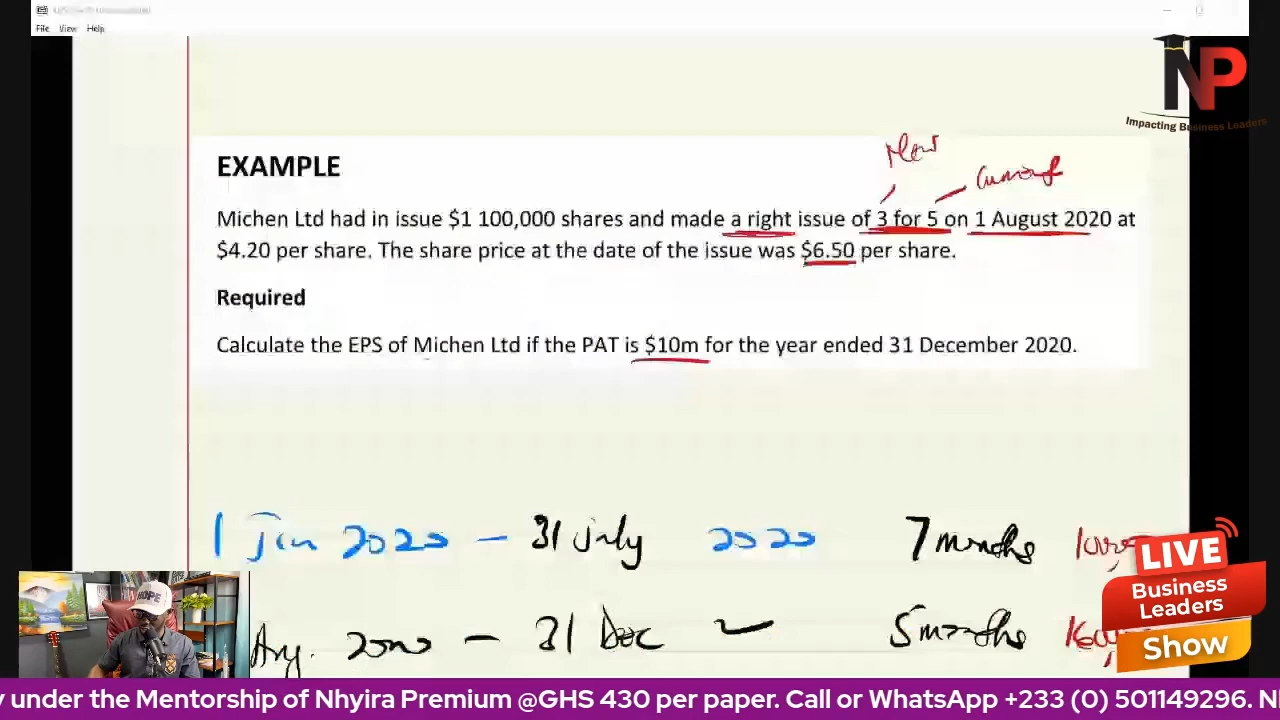 File View Help
NP
Impacting Business Leaders
New
Current
EXAMPLE
Michen Ltd had in issue $1 100,000 shares and made a right issue of 3 for 5 on 1 August 2020 at
$4.20 per share. The share price at the date of the issue was $6.50 per share.
Required
Calculate the EPS of Michen Ltd if the PAT is $10m for the year ended 31 December 2020.
1 Jan 2020 – 31 July 2020 7 months
Aug. 2020 – 31 Dec 5 months
HOPE
LIVE
Business
Leaders
Show
y under the Mentorship of Nhyira Premium @GHS 430 per paper. Call or WhatsApp +233 (0) 501149296. N